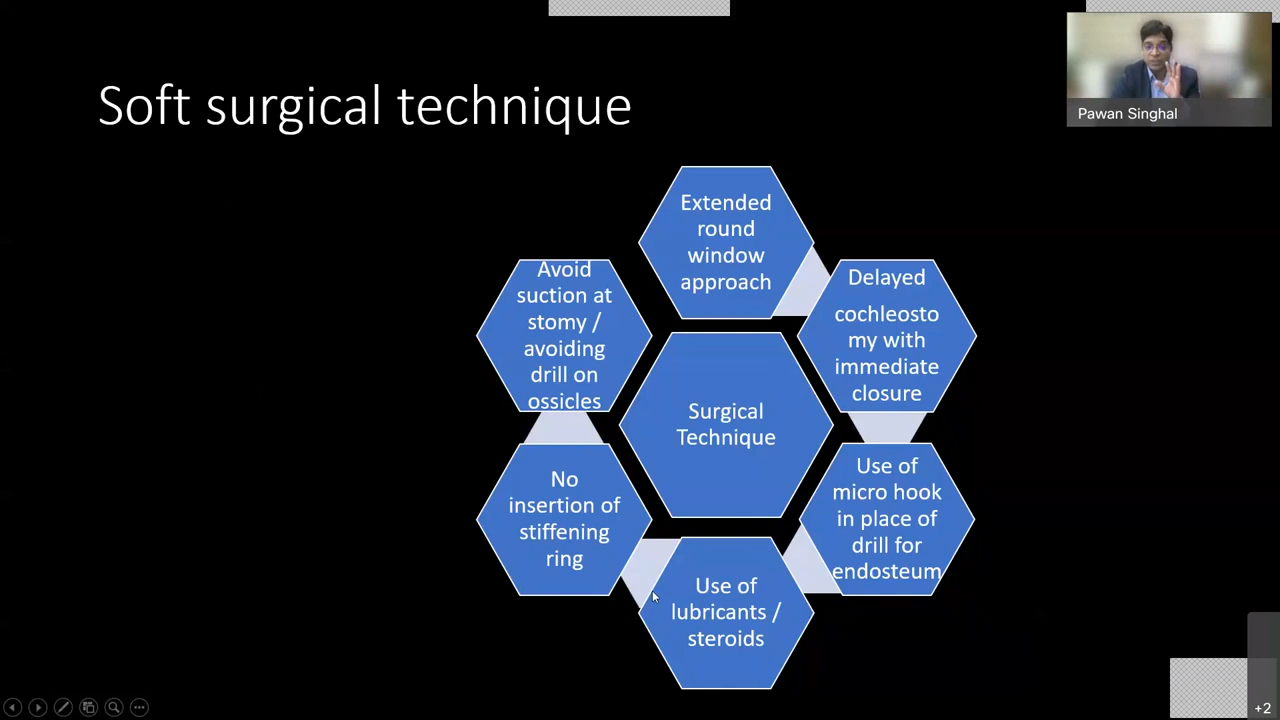 Soft surgical technique
Pawan Singhal
Extended
round
window
approach
Delayed
cochleosto
my with
immediate
closure
Use of
micro hook
in place of
drill for
endosteum
Use of
lubricants /
steroids
No
insertion of
stiffening
ring
Avoid
suction at
stomy /
avoiding
drill on
ossicles
Surgical
Technique
+2